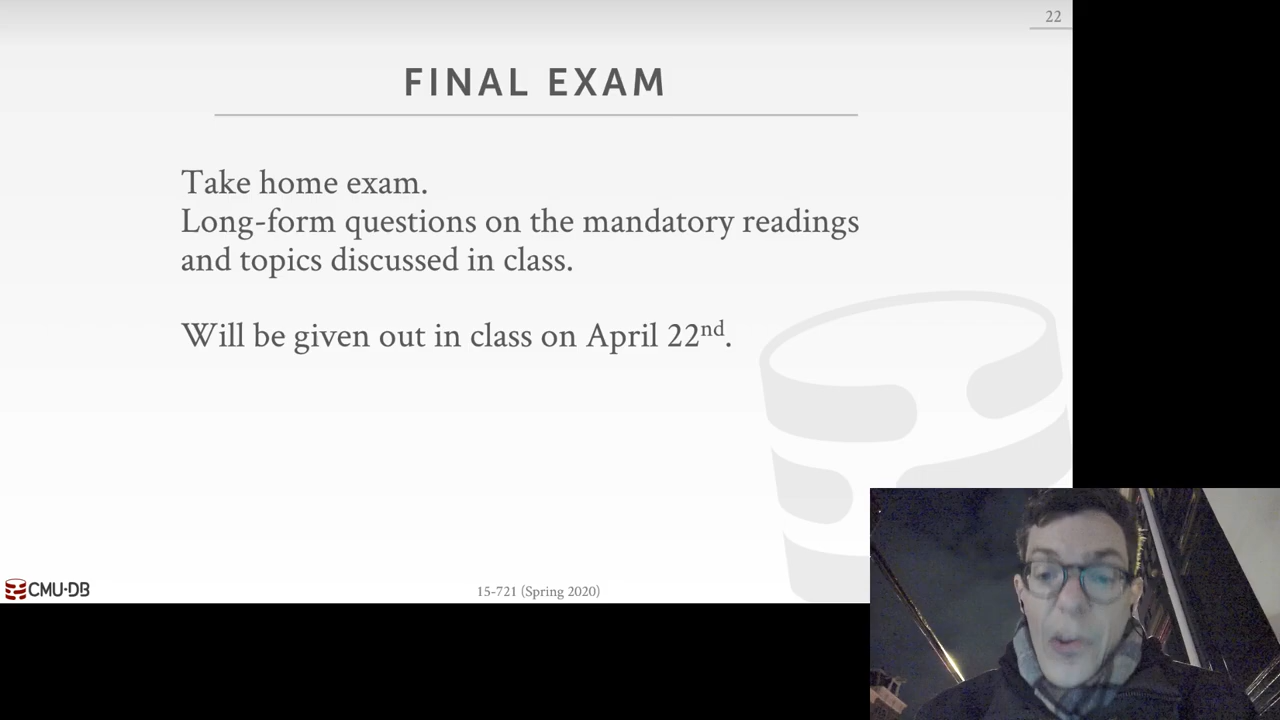 22
FINAL EXAM
Take home exam.
Long-form questions on the mandatory readings
and topics discussed in class.
Will be given out in class on April 22nd.
CMU·DB
15-721 (Spring 2020)